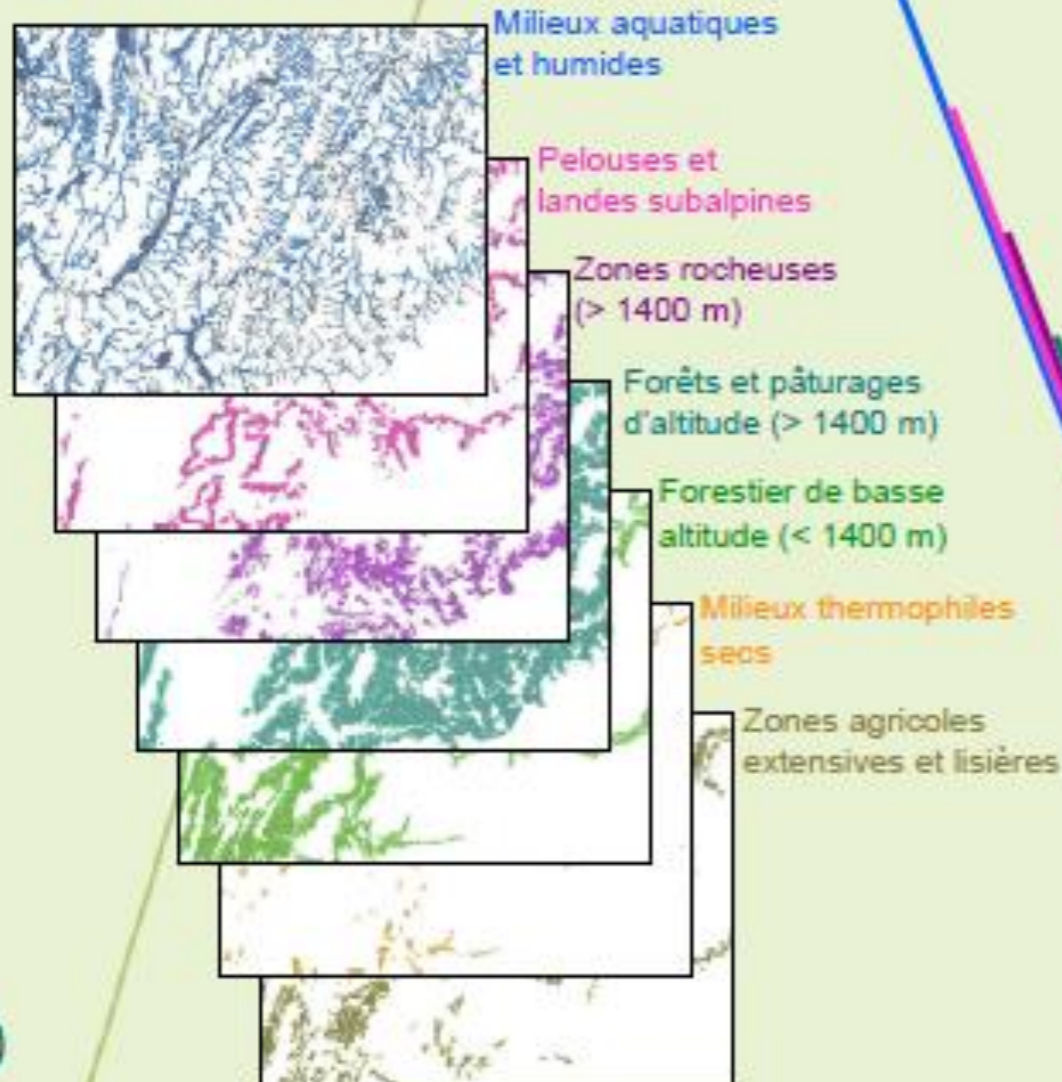 Milieux aquatiques
et humides
Pelouses et
landes subalpines
Zones rocheuses
(> 1400 m)
Forêts et pâturages
d'altitude (> 1400 m)
Forestier de basse
altitude (< 1400 m)
Milieux thermophiles
secs
Zones agricoles
extensives et lisières